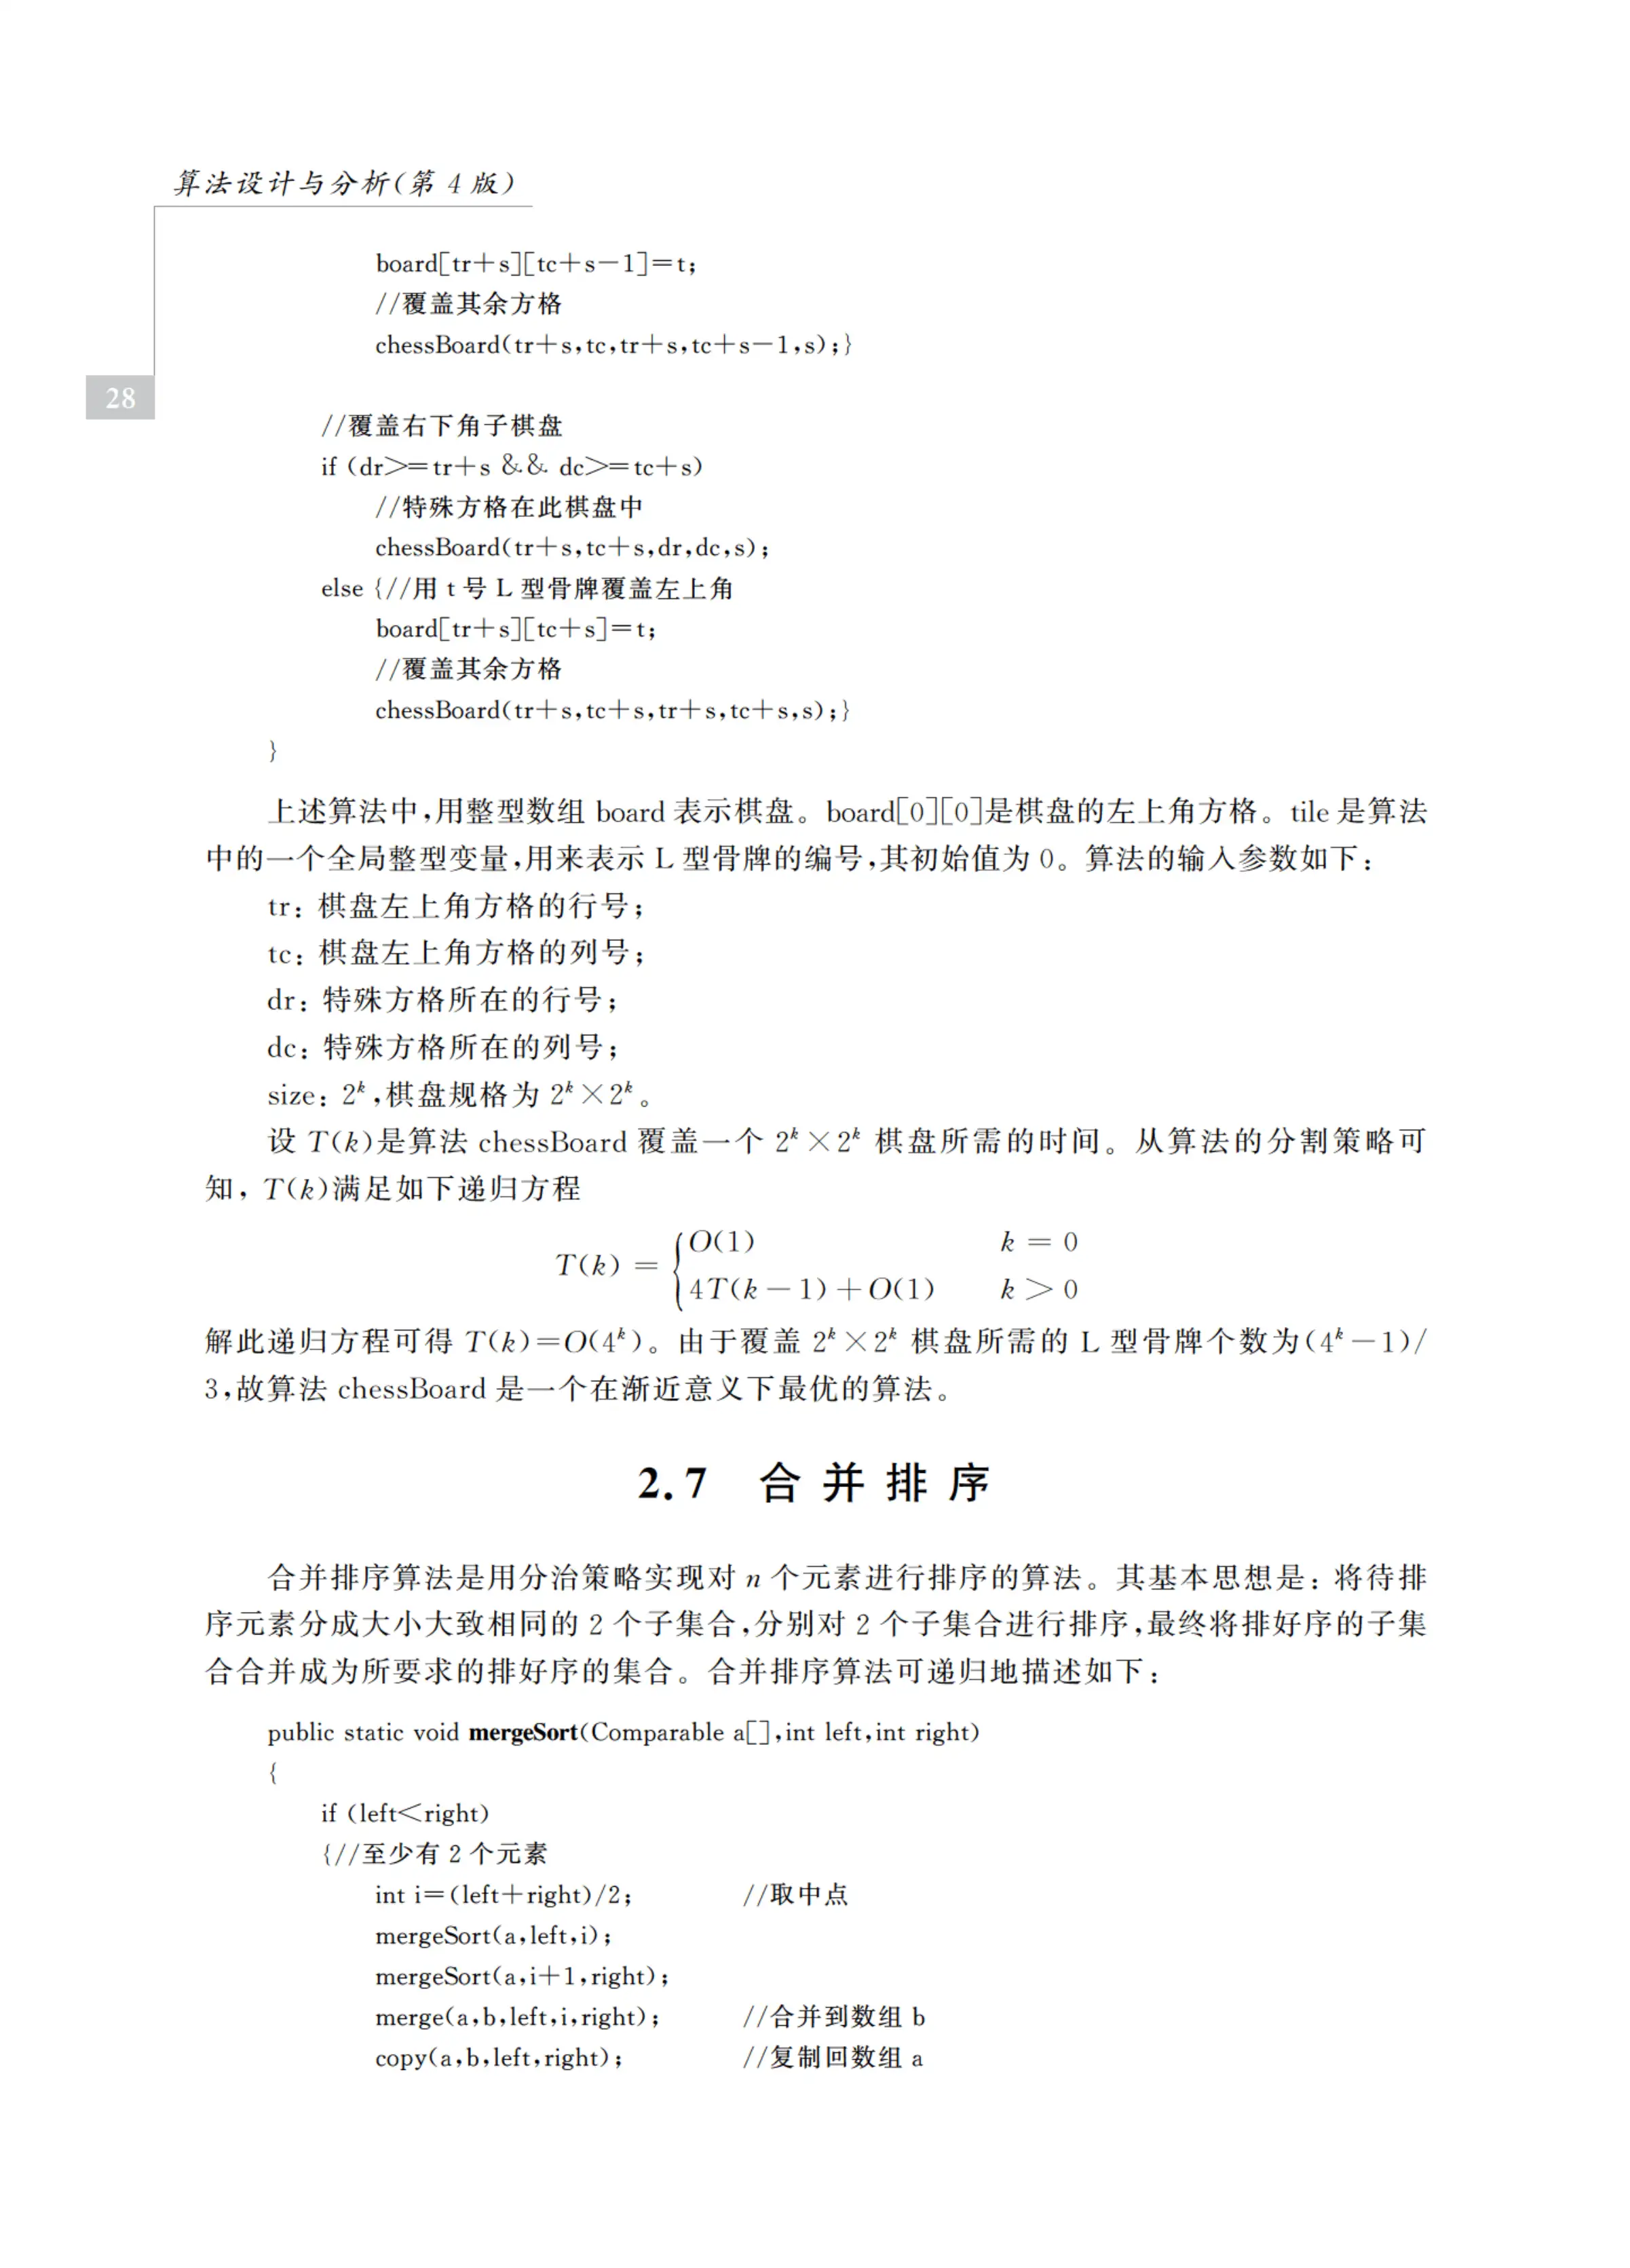 算法设计与分析(第 4 版)
board[tr+s][tc+s-1]=t;
//覆盖其余方格
chessBoard(tr+s,tc,tr+s,tc+s-1,s);}
28
//覆盖右下角子棋盘
if (dr>=tr+s && dc>=tc+s)
//特殊方格在此棋盘中
chessBoard(tr+s,tc+s,dr,dc,s);
else {//用 t 号 L 型骨牌覆盖左上角
board[tr+s][tc+s]=t;
//覆盖其余方格
chessBoard(tr+s,tc+s,tr+s,tc+s,s);}
}
上述算法中,用整型数组 board 表示棋盘。board[0][0]是棋盘的左上角方格。tile 是算法
中的一个全局整型变量,用来表示 L 型骨牌的编号,其初始值为 0。算法的输入参数如下:
tr: 棋盘左上角方格的行号;
tc: 棋盘左上角方格的列号;
dr: 特殊方格所在的行号;
dc: 特殊方格所在的列号;
size: 2^k,棋盘规格为 2^k×2^k。
设 T(k)是算法 chessBoard 覆盖一个 2^k×2^k 棋盘所需的时间。从算法的分割策略可
知, T(k)满足如下递归方程
T(k) = { O(1) k = 0
4T(k-1)+O(1) k > 0
解此递归方程可得 T(k)=O(4^k)。由于覆盖 2^k×2^k 棋盘所需的 L 型骨牌个数为(4^k-1)/
3,故算法 chessBoard 是一个在渐近意义下最优的算法。
2.7 合并排序
合并排序算法是用分治策略实现对 n 个元素进行排序的算法。其基本思想是: 将待排
序元素分成大小大致相同的 2 个子集合,分别对 2 个子集合进行排序,最终将排好序的子集
合合并成为所要求的排好序的集合。合并排序算法可递归地描述如下:
public static void mergeSort(Comparable a[],int left,int right)
{
if (left<right)
{//至少有 2 个元素
int i=(left+right)/2; //取中点
mergeSort(a,left,i);
mergeSort(a,i+1,right);
merge(a,b,left,i,right); //合并到数组 b
copy(a,b,left,right); //复制回数组 a